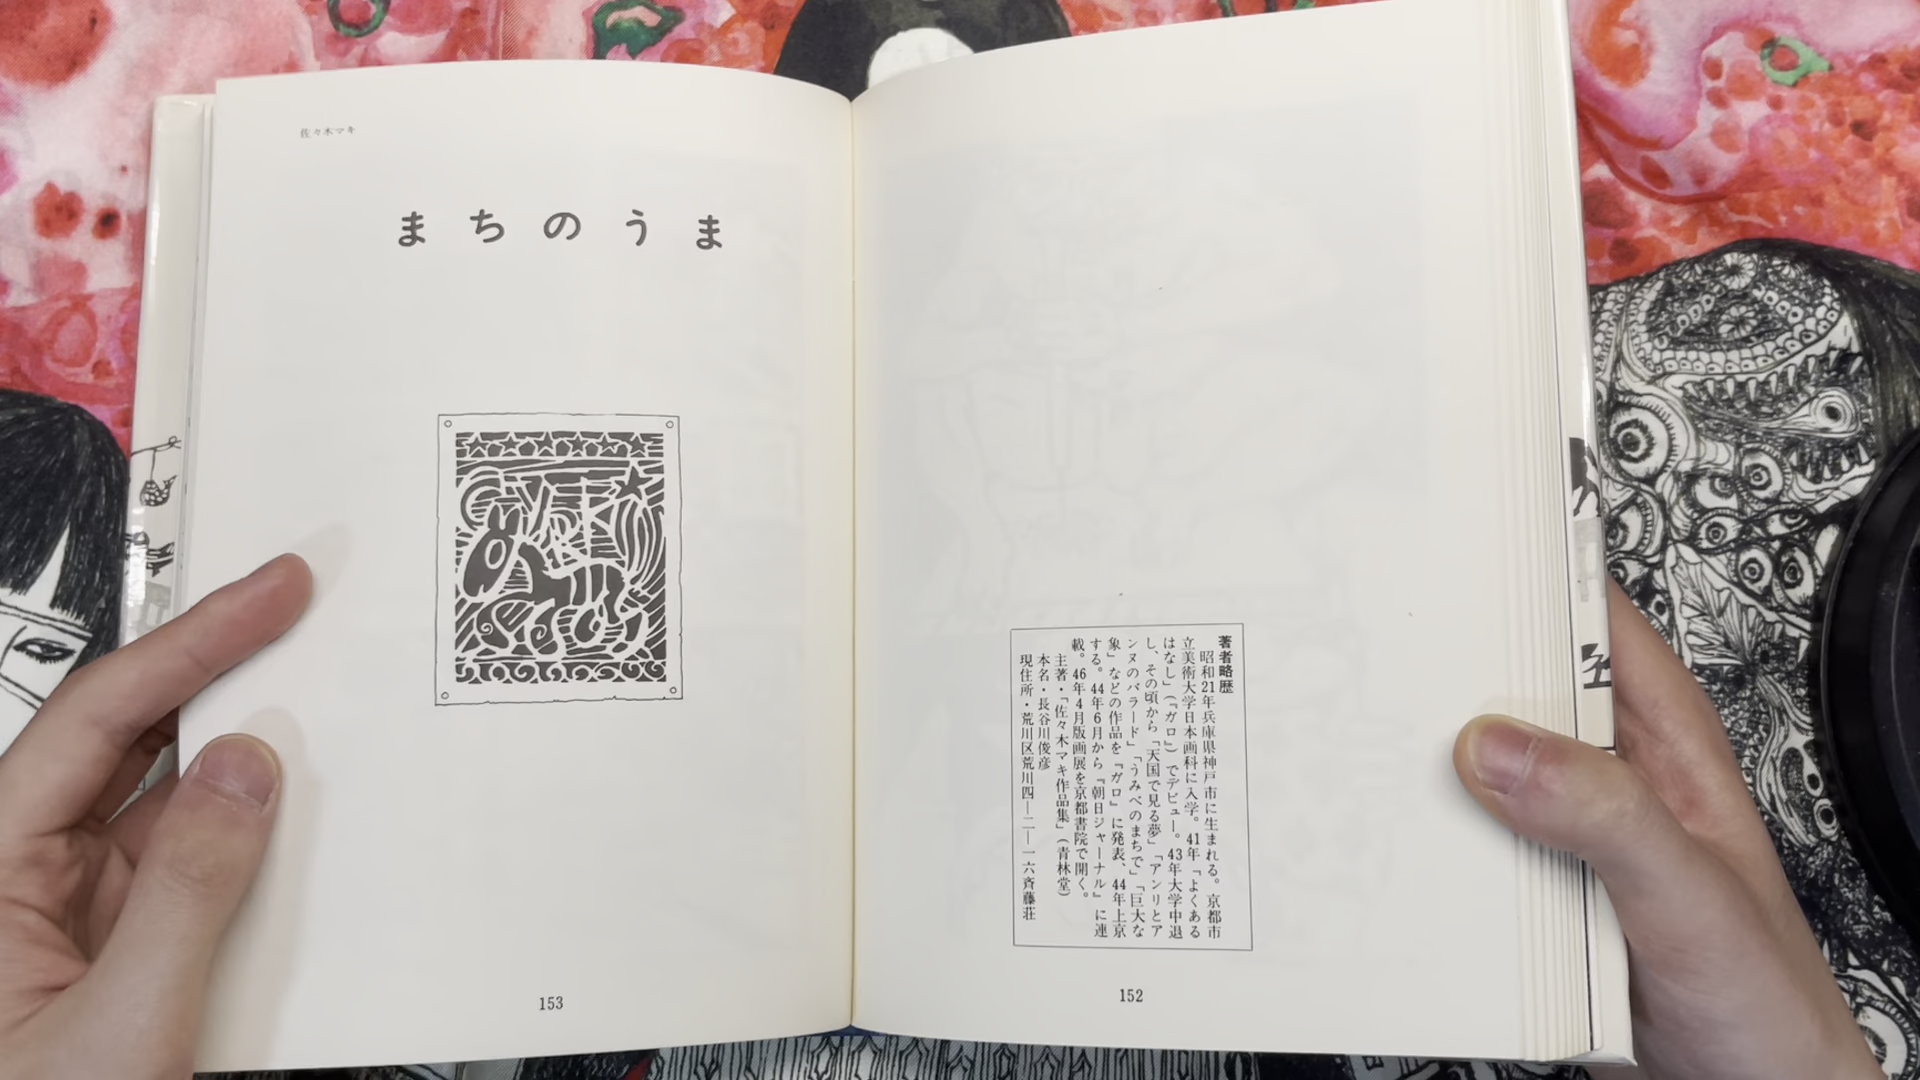 著者略歴
昭和21年兵庫県神戸市に生まれる。京都市
立美術大学日本画科に入学。41年「よくある
はなし」(『ガロ』)でデビュー。43年大学中退
し、その頃から「天国で見る夢」「アンリとア
ンヌのバラード」「うみべのまちで」「巨大な
象」などの作品を『ガロ』に発表、44年上京
する。44年6月から『朝日ジャーナル』に連
載。46年4月版画展を京都書院で開く。
主著・「佐々木マキ作品集」(青林堂)
本名・長谷川俊彦
現住所・荒川区荒川四—二—一六斉藤荘
152
佐々木マキ
まちのうま
153